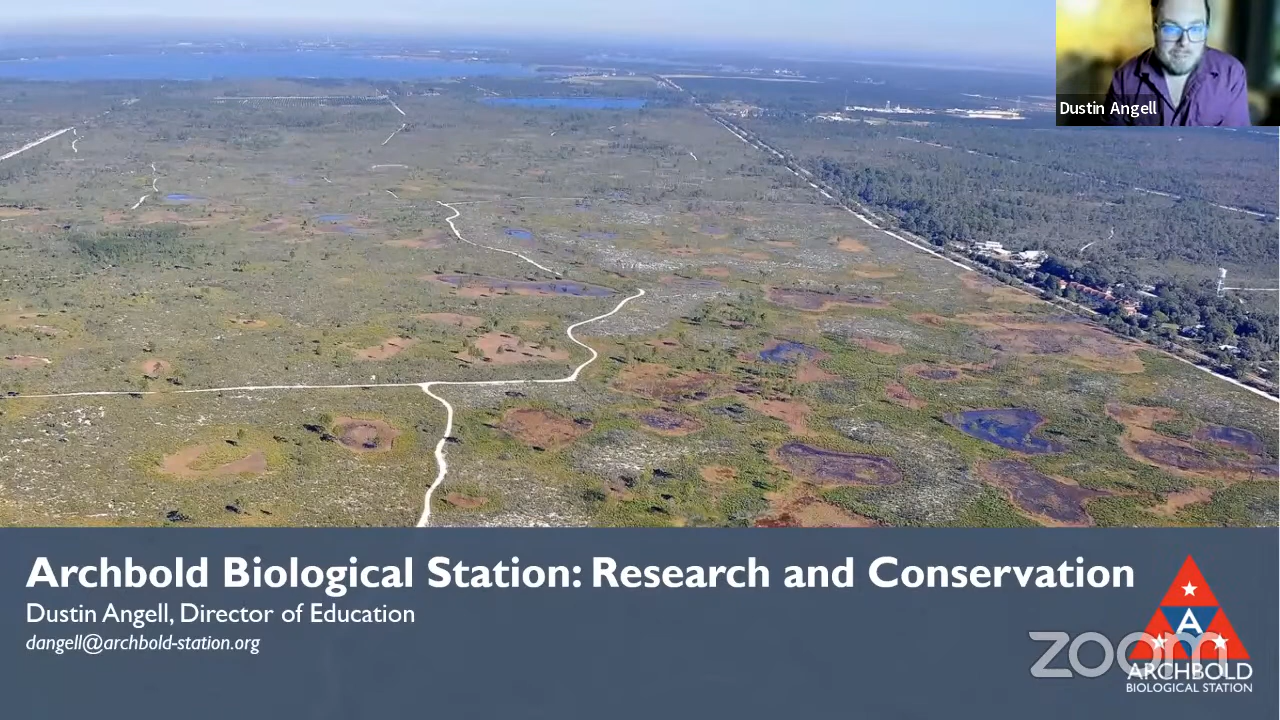 Dustin Angell
Archbold Biological Station: Research and Conservation
Dustin Angell, Director of Education
dangell@archbold-station.org
A
zoom
ARCHBOLD
BIOLOGICAL STATION